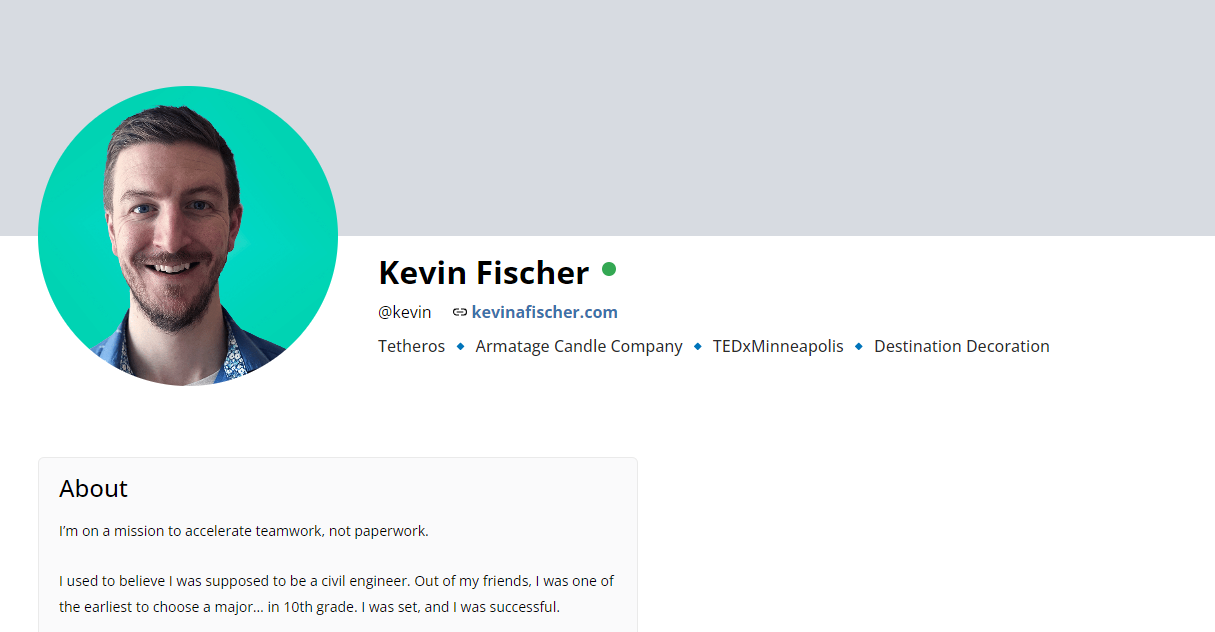 Kevin Fischer
@kevin kevinafischer.com
Tetheros ◆ Armatage Candle Company ◆ TEDxMinneapolis ◆ Destination Decoration
About
I’m on a mission to accelerate teamwork, not paperwork.
I used to believe I was supposed to be a civil engineer. Out of my friends, I was one of
the earliest to choose a major... in 10th grade. I was set, and I was successful.